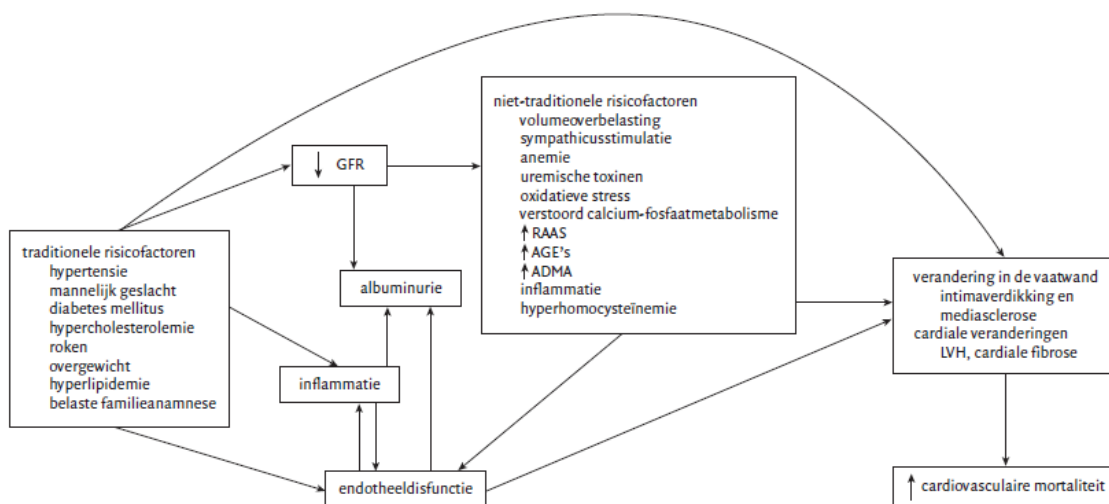 niet-traditionele risicofactoren
volumeoverbelasting
sympathicusstimulatie
anemie
uremische toxinen
oxidatieve stress
verstoord calcium-fosfaatmetabolisme
↑ RAAS
↑ AGE's
↑ ADMA
inflammatie
hyperhomocysteïnemie
↓ GFR
traditionele risicofactoren
hypertensie
mannelijk geslacht
diabetes mellitus
hypercholesterolemie
roken
overgewicht
hyperlipidemie
belaste familieanamnese
albuminurie
inflammatie
endotheeldisfunctie
verandering in de vaatwand
intimaverdikking en
mediasclerose
cardiale veranderingen
LVH, cardiale fibrose
↑ cardiovasculaire mortaliteit